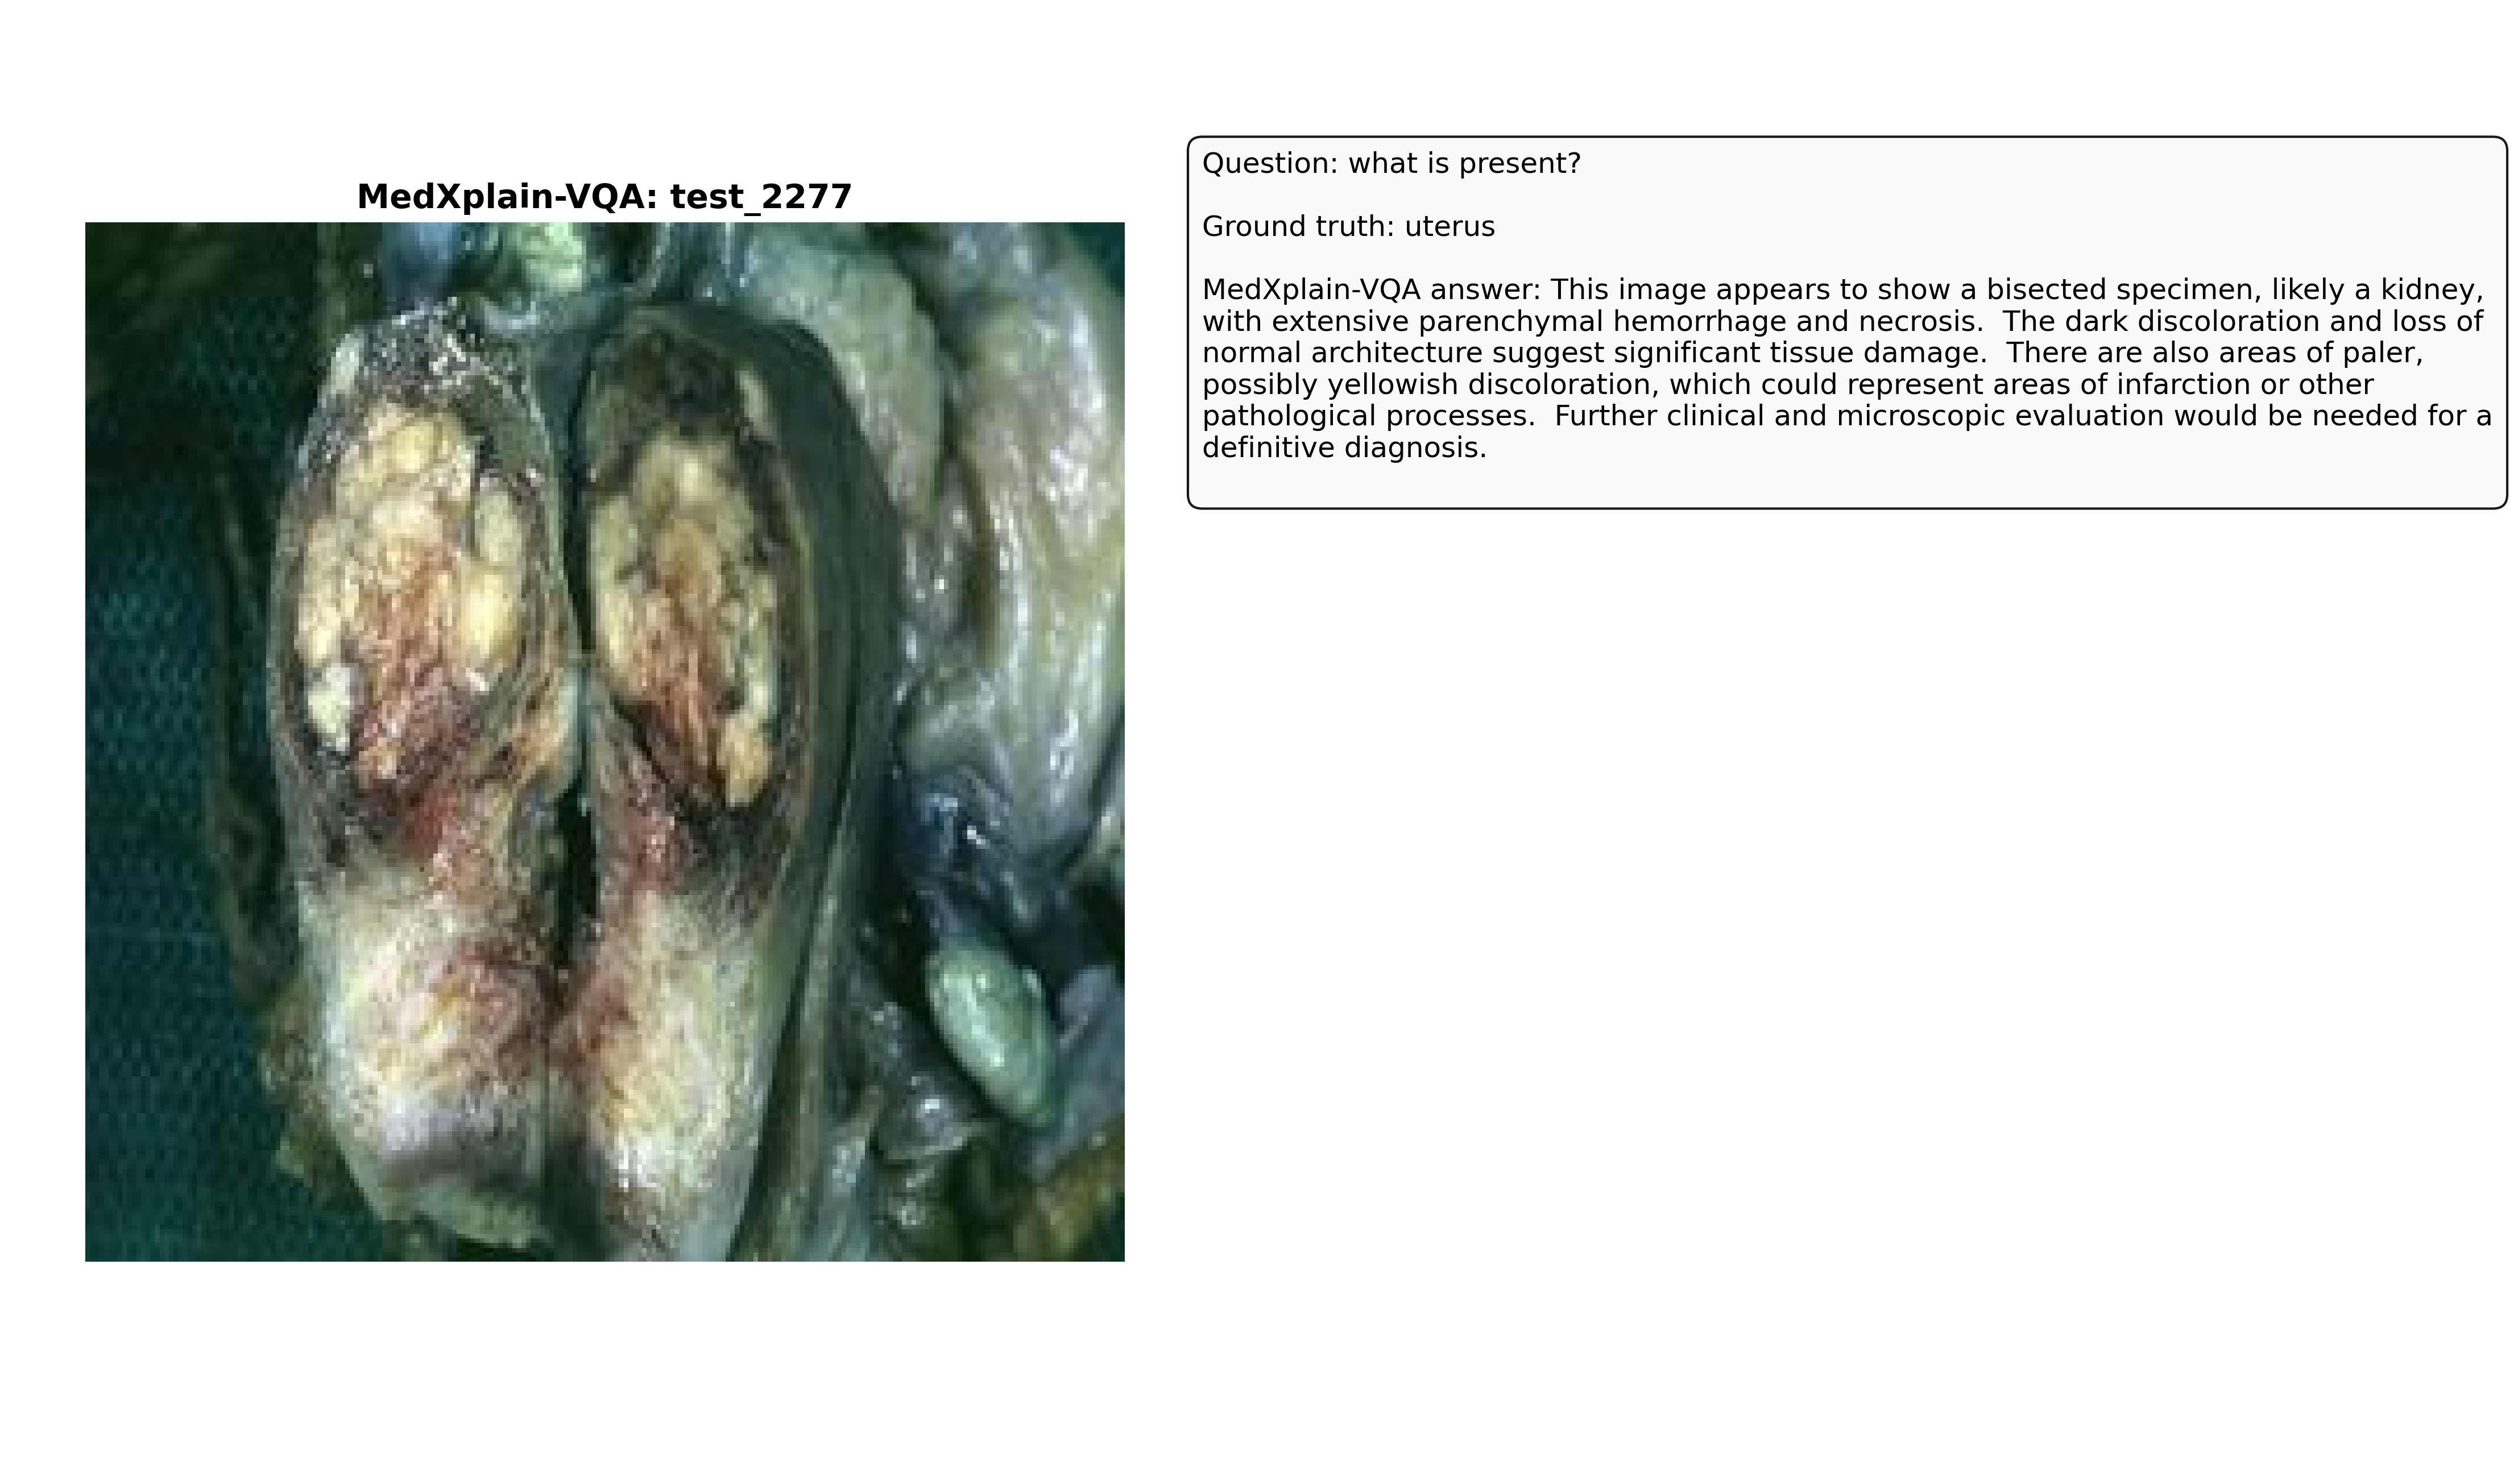 MedXplain-VQA: test_2277
Question: what is present?
Ground truth: uterus
MedXplain-VQA answer: This image appears to show a bisected specimen, likely a kidney,
with extensive parenchymal hemorrhage and necrosis.  The dark discoloration and loss of
normal architecture suggest significant tissue damage.  There are also areas of paler,
possibly yellowish discoloration, which could represent areas of infarction or other
pathological processes.  Further clinical and microscopic evaluation would be needed for a
definitive diagnosis.